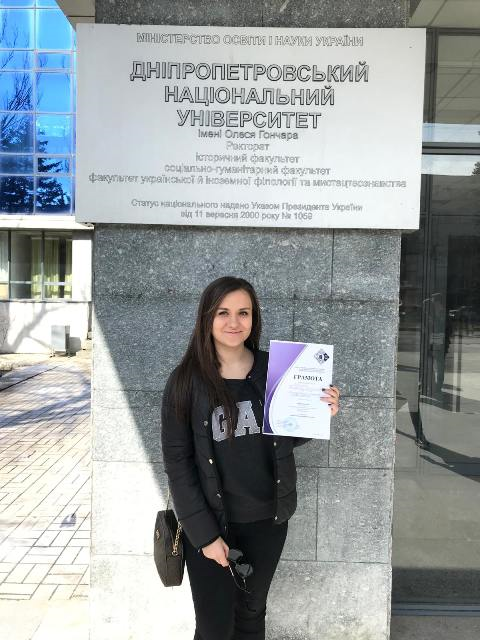 МІНІСТЕРСТВО ОСВІТИ І НАУКИ УКРАЇНИ
ДНІПРОПЕТРОВСЬКИЙ
НАЦІОНАЛЬНИЙ
УНІВЕРСИТЕТ
імені Олеся Гончара
Ректорат
історичний факультет
соціально-гуманітарний факультет
факультет української й іноземної філології та мистецтвознавства
Статус національного надано Указом Президента України
від 11 вересня 2000 року № 1059
ГРАМОТА
GA